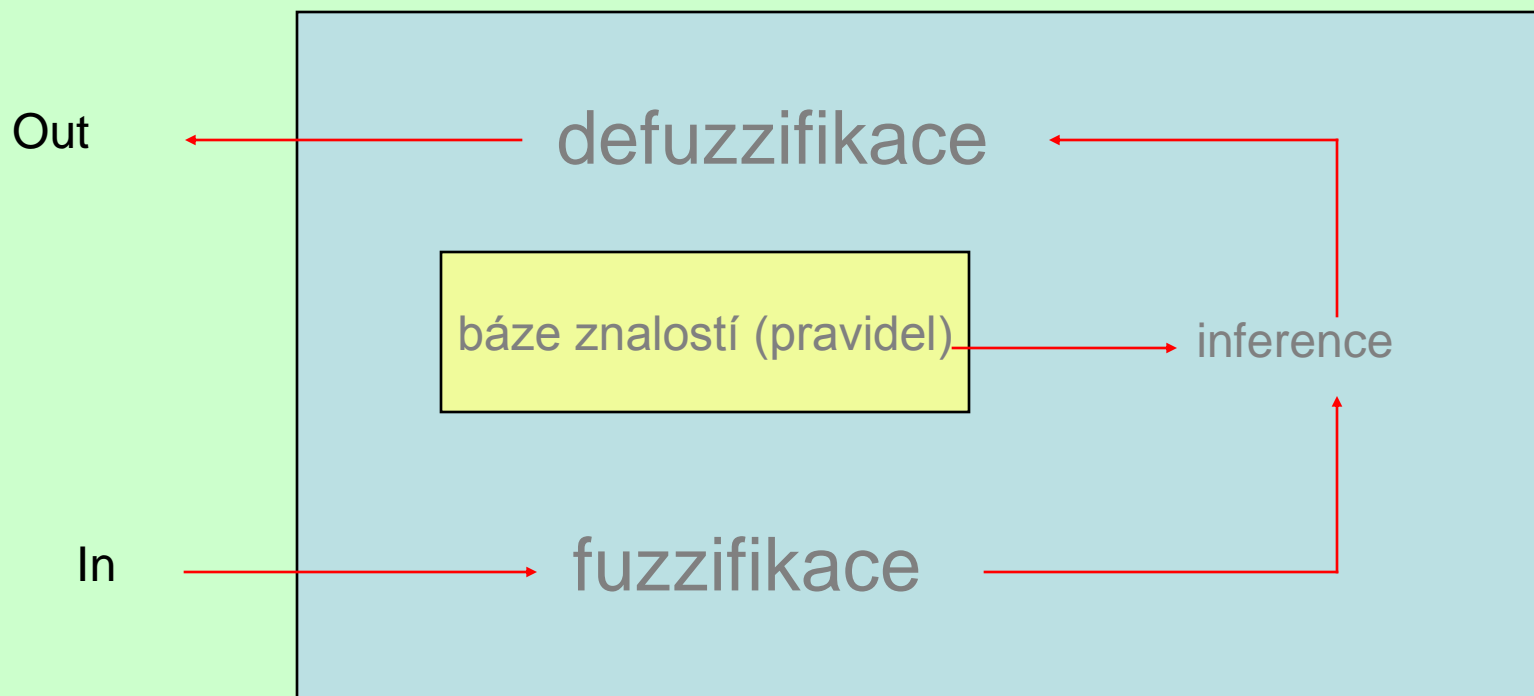 Out
defuzzifikace
báze znalostí (pravidel)
inference
In
fuzzifikace